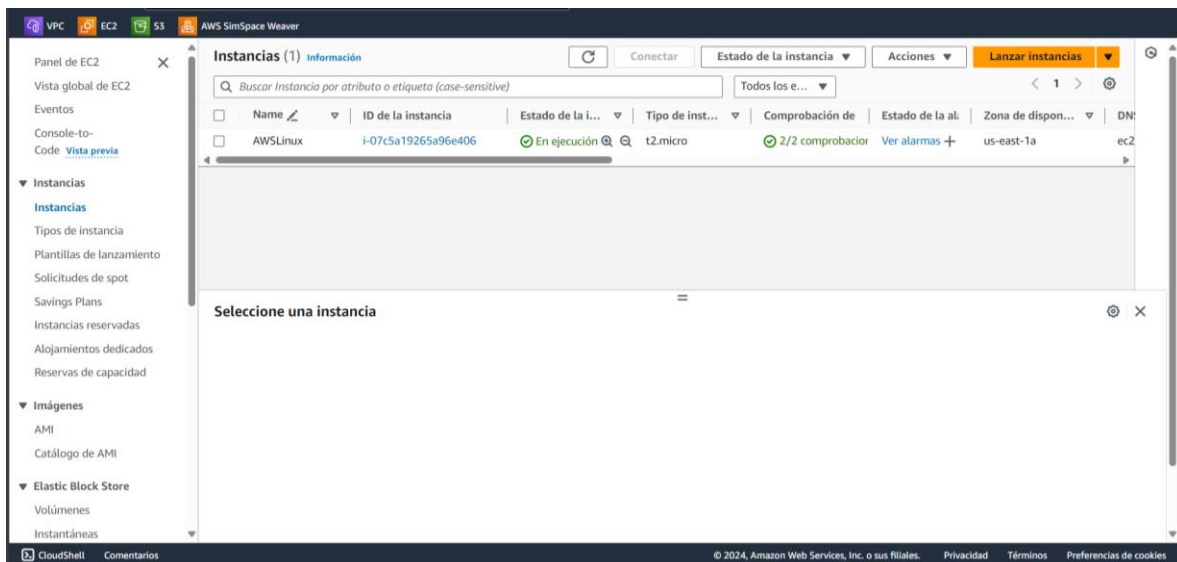 VPC EC2 S3 AWS SimSpace Weaver
Panel de EC2
Vista global de EC2
Eventos
Console-to-
Code Vista previa
Instancias
Instancias
Tipos de instancia
Plantillas de lanzamiento
Solicitudes de spot
Savings Plans
Instancias reservadas
Alojamientos dedicados
Reservas de capacidad
Imágenes
AMI
Catálogo de AMI
Elastic Block Store
Volúmenes
Instantáneas
Instancias (1) Información Conectar Estado de la instancia Acciones Lanzar instancias
Buscar Instancia por atributo o etiqueta (case-sensitive) Todos los e... 1
Name ID de la instancia Estado de la i... Tipo de inst... Comprobación de Estado de la al Zona de dispon... DNS
AWSLinux i-07c5a19265a96e406 En ejecución t2.micro 2/2 comprobacion Ver alarmas + us-east-1a ec2
Seleccione una instancia
CloudShell Comentarios © 2024, Amazon Web Services, Inc. o sus filiales. Privacidad Términos Preferencias de cookies